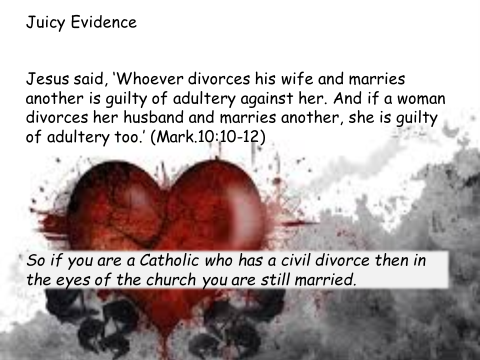 Juicy Evidence
Jesus said, ‘Whoever divorces his wife and marries
another is guilty of adultery against her. And if a woman
divorces her husband and marries another, she is guilty
of adultery too.’ (Mark.10:10-12)
So if you are a Catholic who has a civil divorce then in
the eyes of the church you are still married.